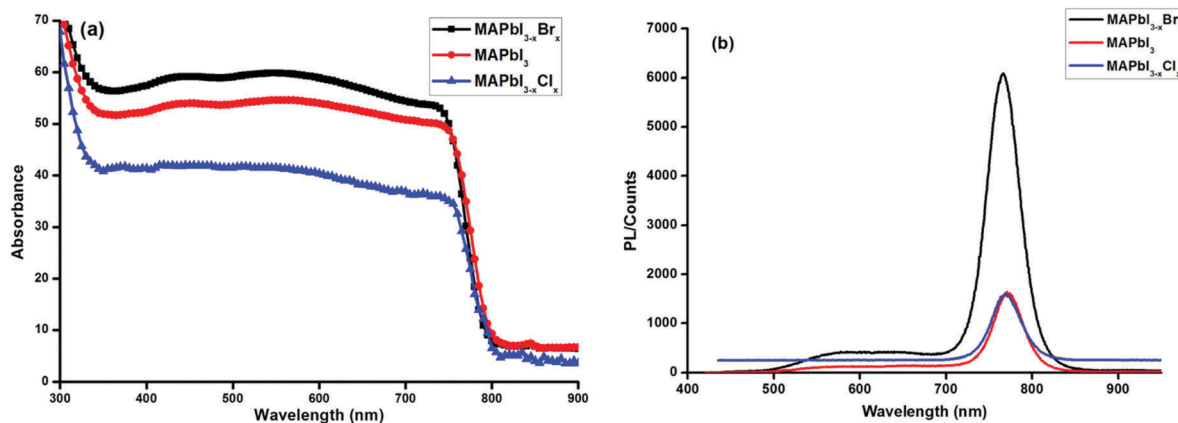 (a)
MAPbI3-xBrx
MAPbI3
MAPbI3-xClx
Absorbance
70
60
50
40
30
20
10
0
300 400 500 600 700 800 900
Wavelength (nm)
(b)
MAPbI3-xBrx
MAPbI3
MAPbI3-xClx
PL/Counts
7000
6000
5000
4000
3000
2000
1000
0
400 500 600 700 800 900
Wavelength (nm)